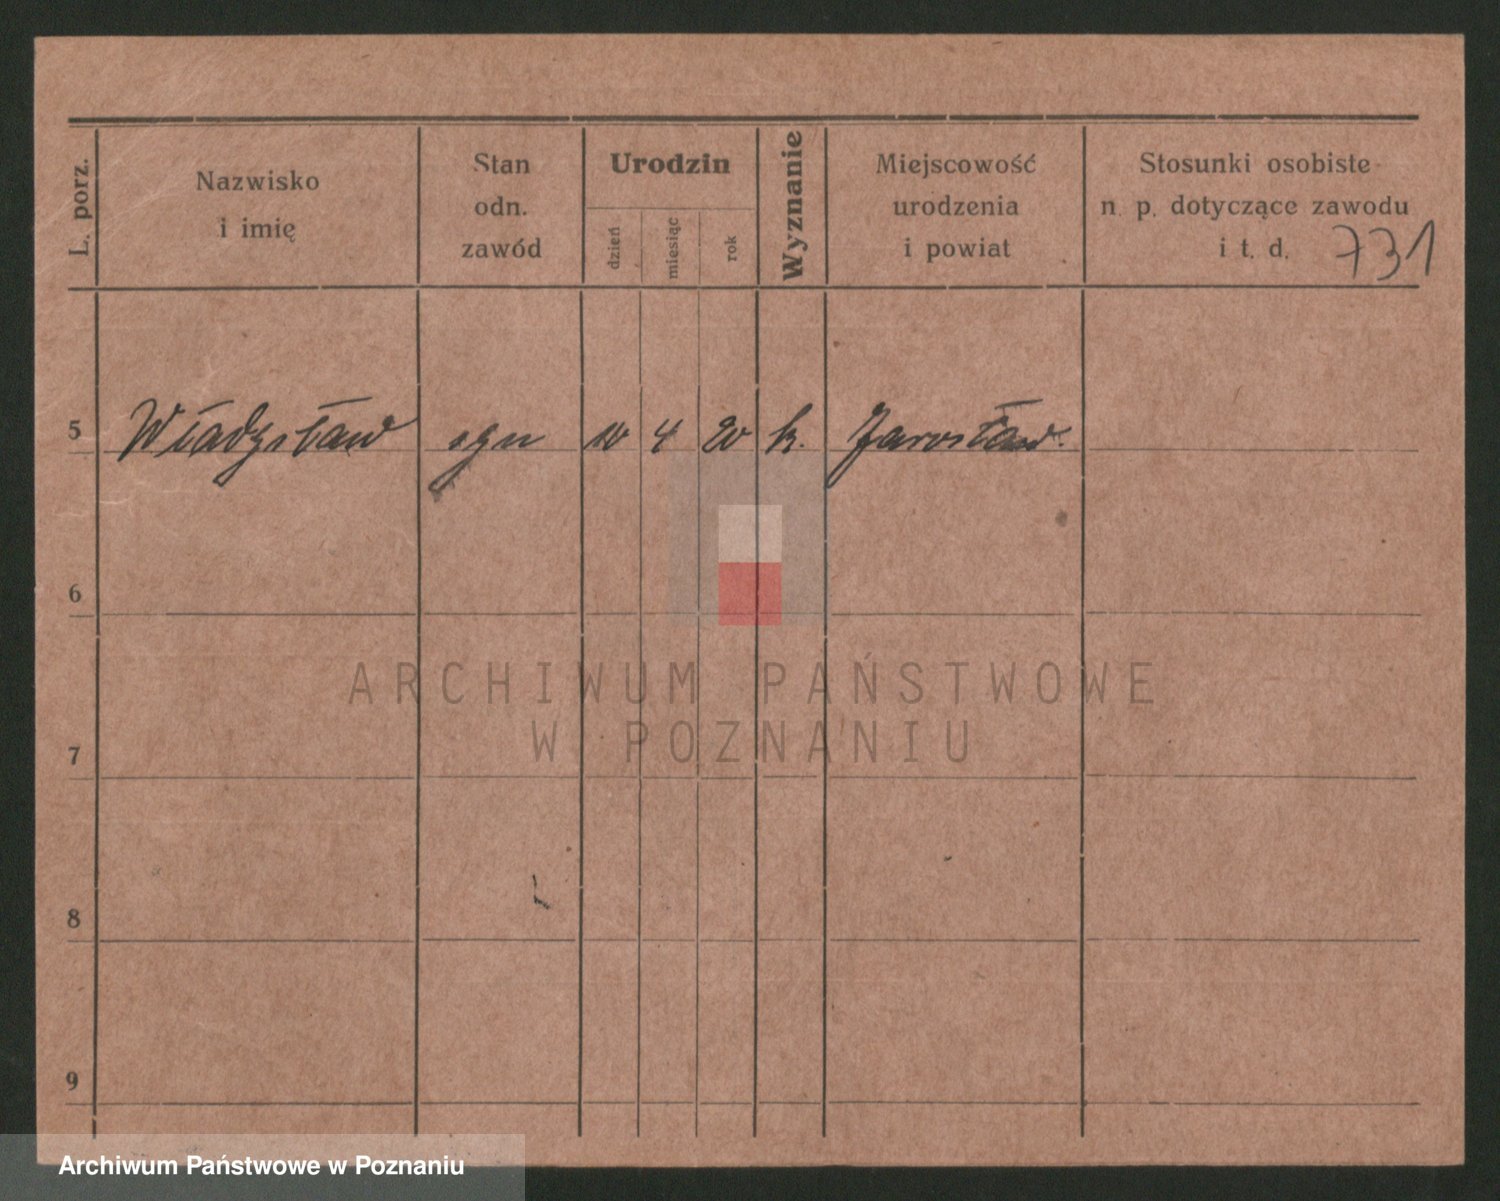 L. porz.
Nazwisko
i imię
Stan
odn.
zawód
Urodzin
dzień
miesiąc
rok
Wyznanie
Miejscowość
urodzenia
i powiat
Stosunki osobiste
n. p. dotyczące zawodu
i t. d.
731
5 Władysław syn 10 4 20 k. Jarosław.
6
7
8
9
ARCHIWUM PAŃSTWOWE
W POZNANIU
Archiwum Państwowe w Poznaniu